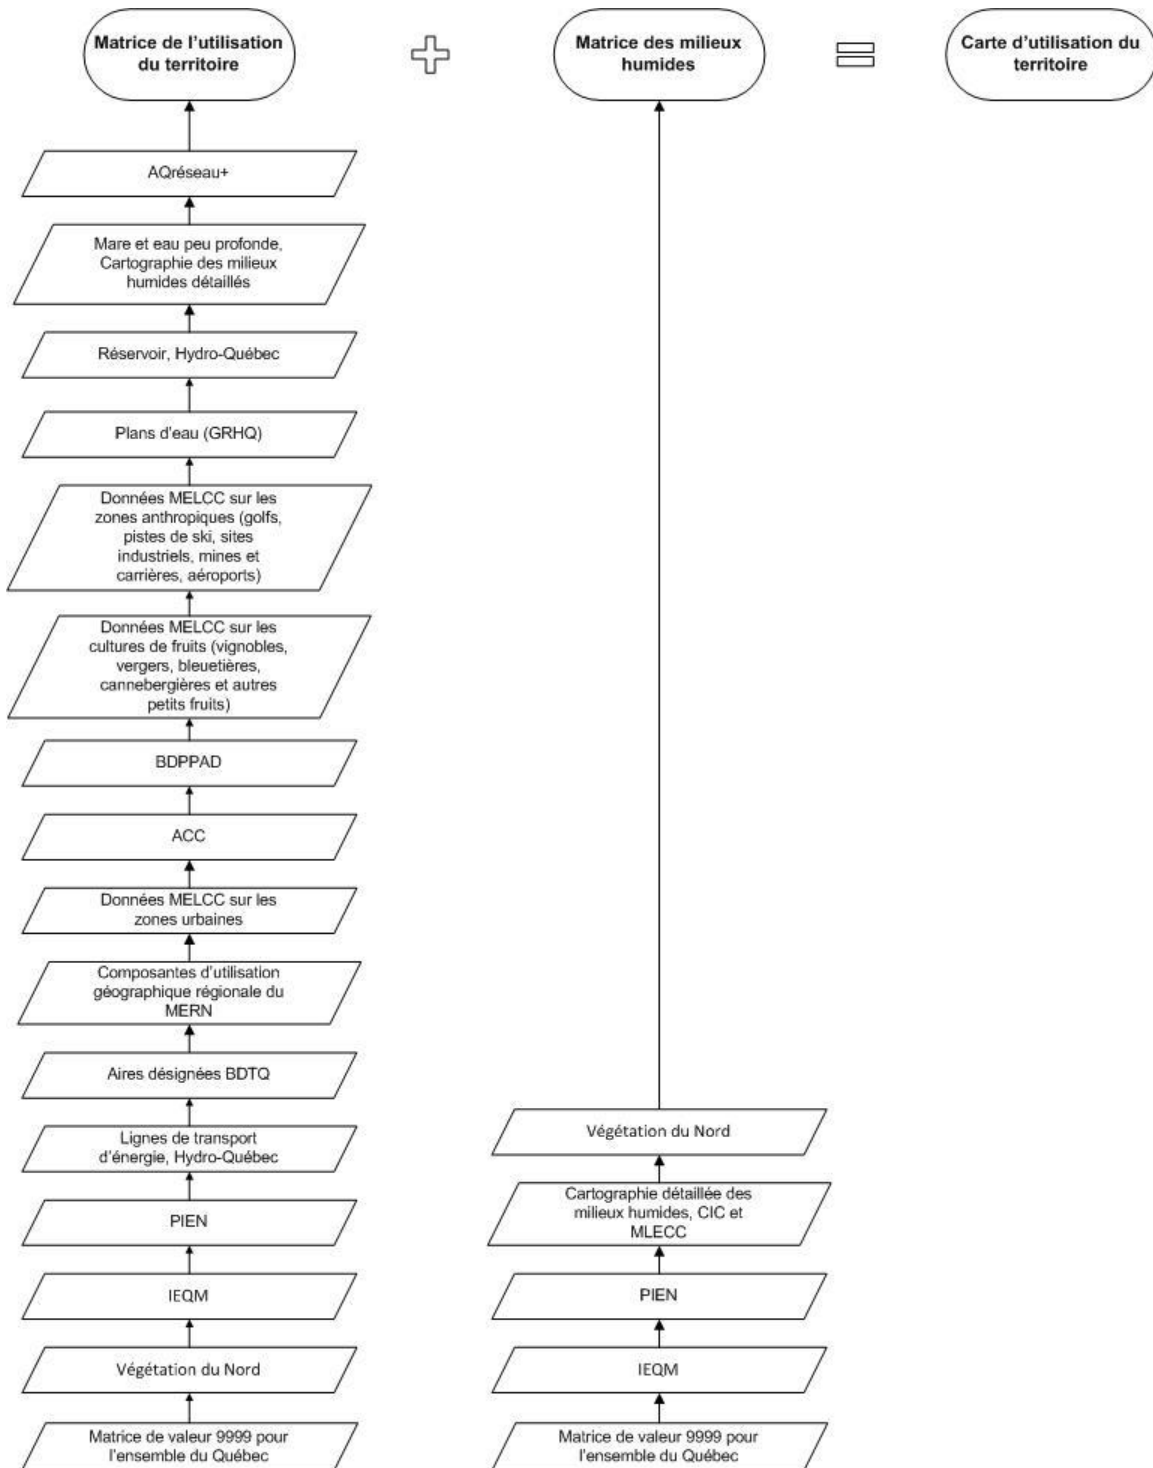 Matrice de l'utilisation
du territoire
Matrice des milieux
humides
Carte d'utilisation du
territoire
AQréseau+
Mare et eau peu profonde,
Cartographie des milieux
humides détaillés
Réservoir, Hydro-Québec
Plans d'eau (GRHQ)
Données MELCC sur les
zones anthropiques (golfs,
pistes de ski, sites
industriels, mines et
carrières, aéroports)
Données MELCC sur les
cultures de fruits (vignobles,
vergers, bleuetières,
cannebergières et autres
petits fruits)
BDPPAD
ACC
Données MELCC sur les
zones urbaines
Composantes d'utilisation
géographique régionale du
MERN
Aires désignées BDTQ
Lignes de transport
d'énergie, Hydro-Québec
PIEN
IEQM
Végétation du Nord
Matrice de valeur 9999 pour
l'ensemble du Québec
Végétation du Nord
Cartographie détaillée des
milieux humides, CIC et
MLECC
PIEN
IEQM
Matrice de valeur 9999 pour
l'ensemble du Québec